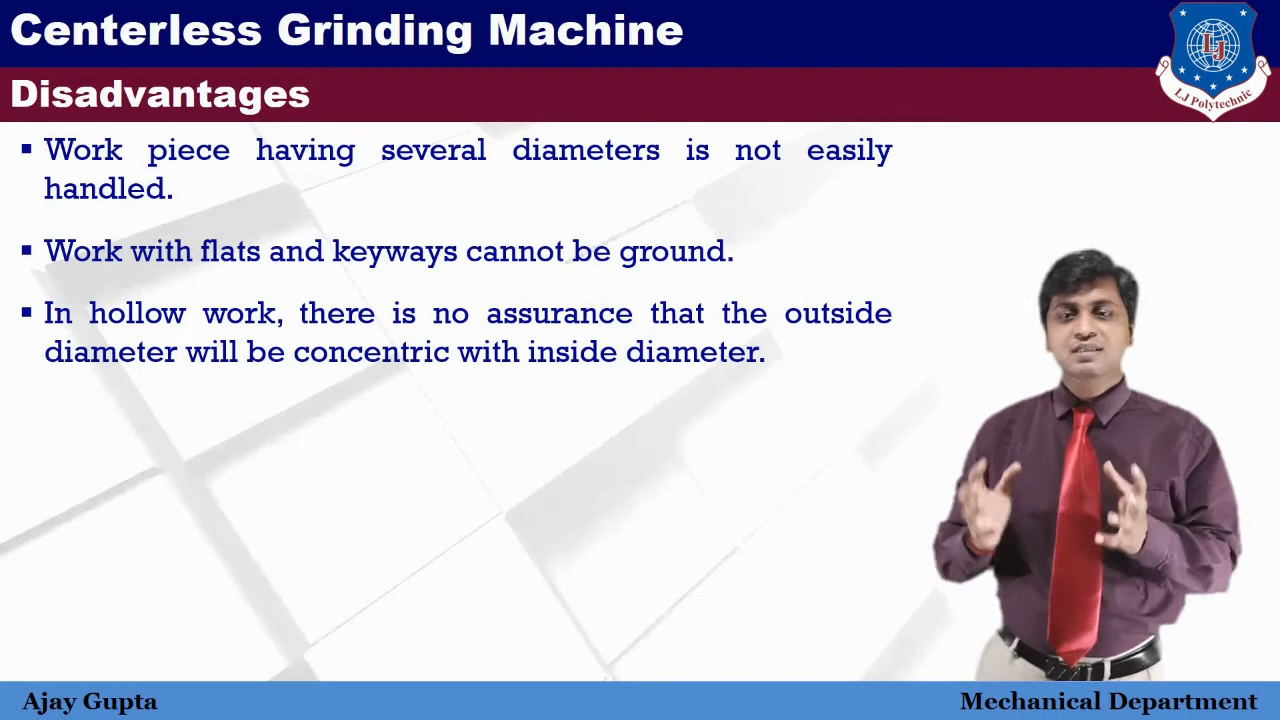 Centerless Grinding Machine
Disadvantages
LJ
LJ Polytechnic
▪ Work piece having several diameters is not easily
handled.
▪ Work with flats and keyways cannot be ground.
▪ In hollow work, there is no assurance that the outside
diameter will be concentric with inside diameter.
Ajay Gupta
Mechanical Department